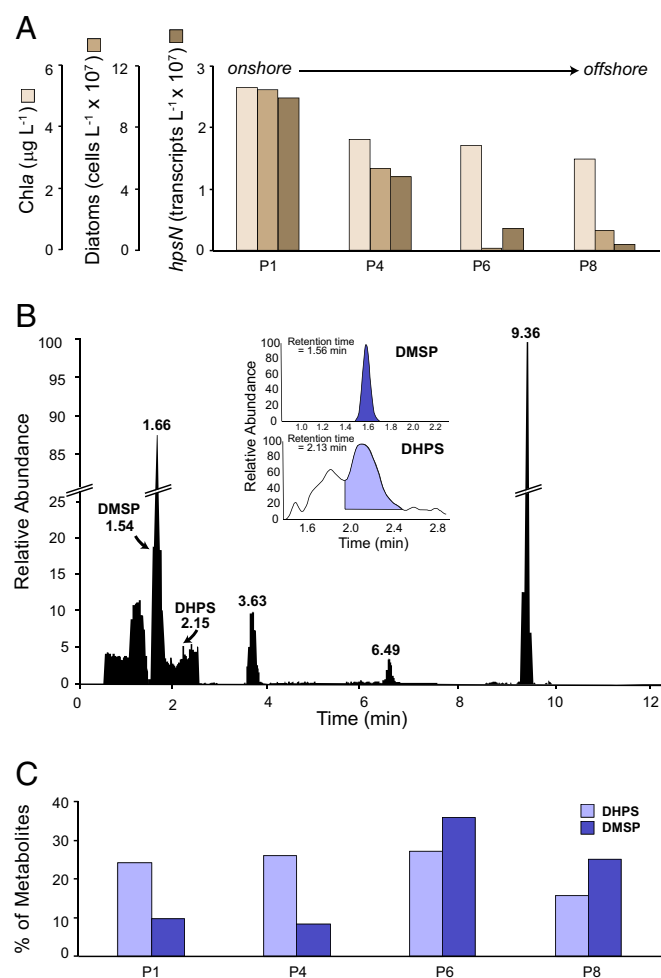 A
Chla (μg L-1)
Diatoms (cells L-1 x 10⁷)
hpsN (transcripts L-1 x 10⁷)
6
4
2
0
12
8
4
0
3
2
1
0
onshore
offshore
P1 P4 P6 P8
B
Relative Abundance
100
95
90
85
25
20
15
10
5
0
DMSP
1.54
1.66
DHPS
2.15
3.63
6.49
9.36
0 2 4 6 8 10 12
Time (min)
Relative Abundance
100
80
60
40
20
0
Retention time
= 1.56 min
DMSP
1.0 1.2 1.4 1.6 1.8 2.0 2.2
100
80
60
40
20
0
Retention time
= 2.13 min
DHPS
1.6 2.0 2.4 2.8
Time (min)
C
% of Metabolites
40
30
20
10
0
DHPS
DMSP
P1 P4 P6 P8